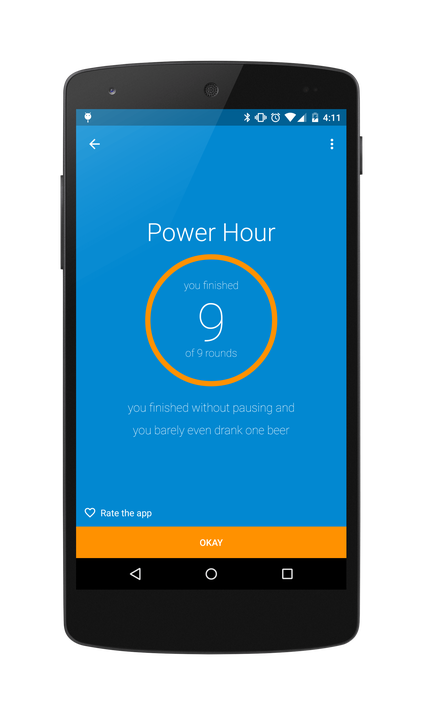 4:11
Power Hour
you finished
9
of 9 rounds
you finished without pausing and
you barely even drank one beer
Rate the app
OKAY